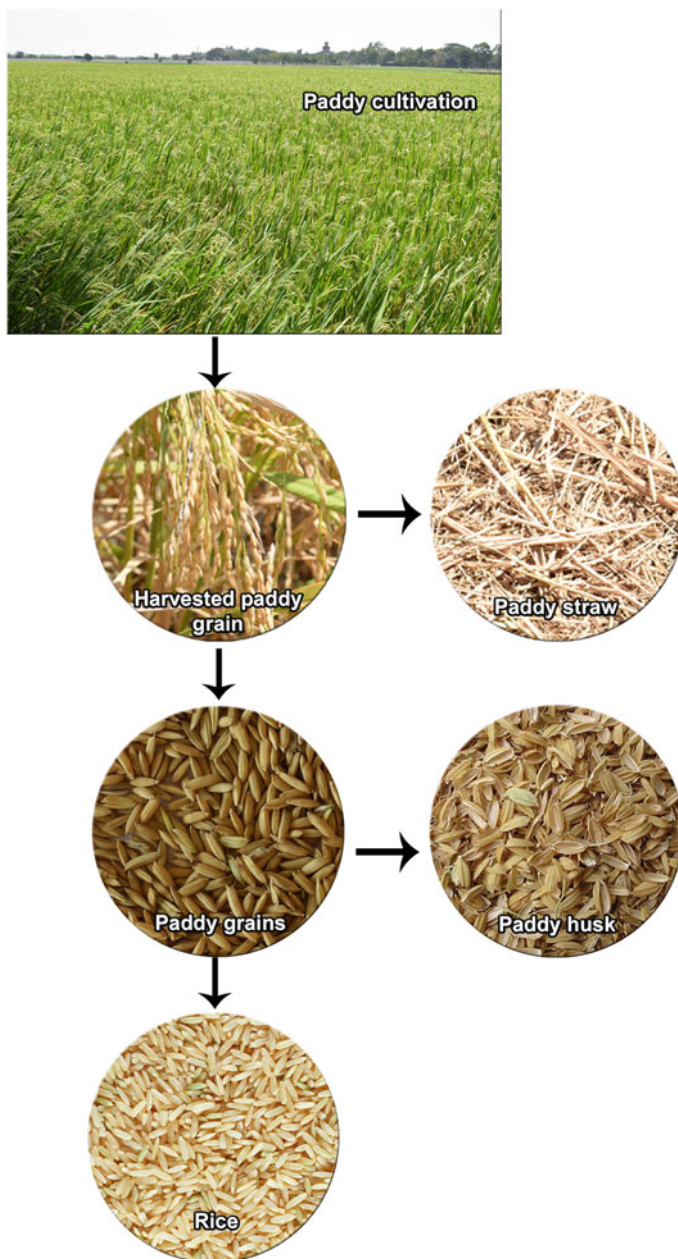 Paddy cultivation
Harvested paddy
grain
Paddy straw
Paddy grains
Paddy husk
Rice